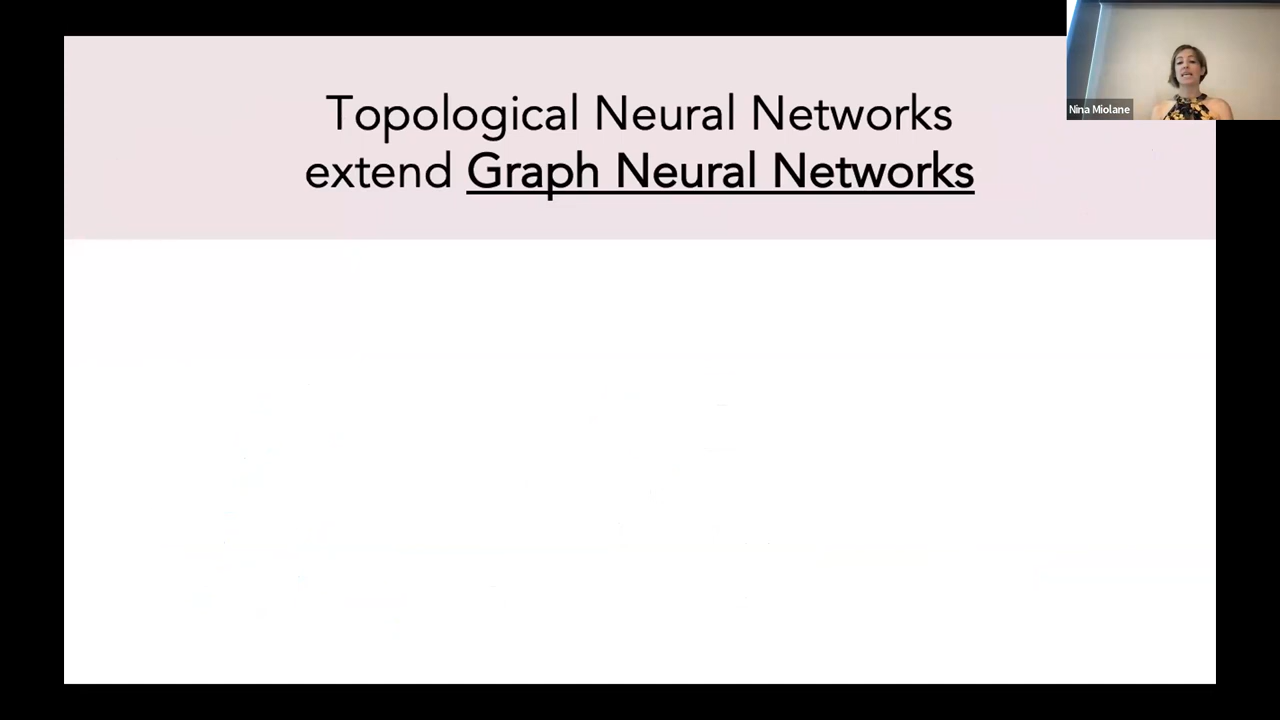 Topological Neural Networks
extend Graph Neural Networks
Nina Miolane